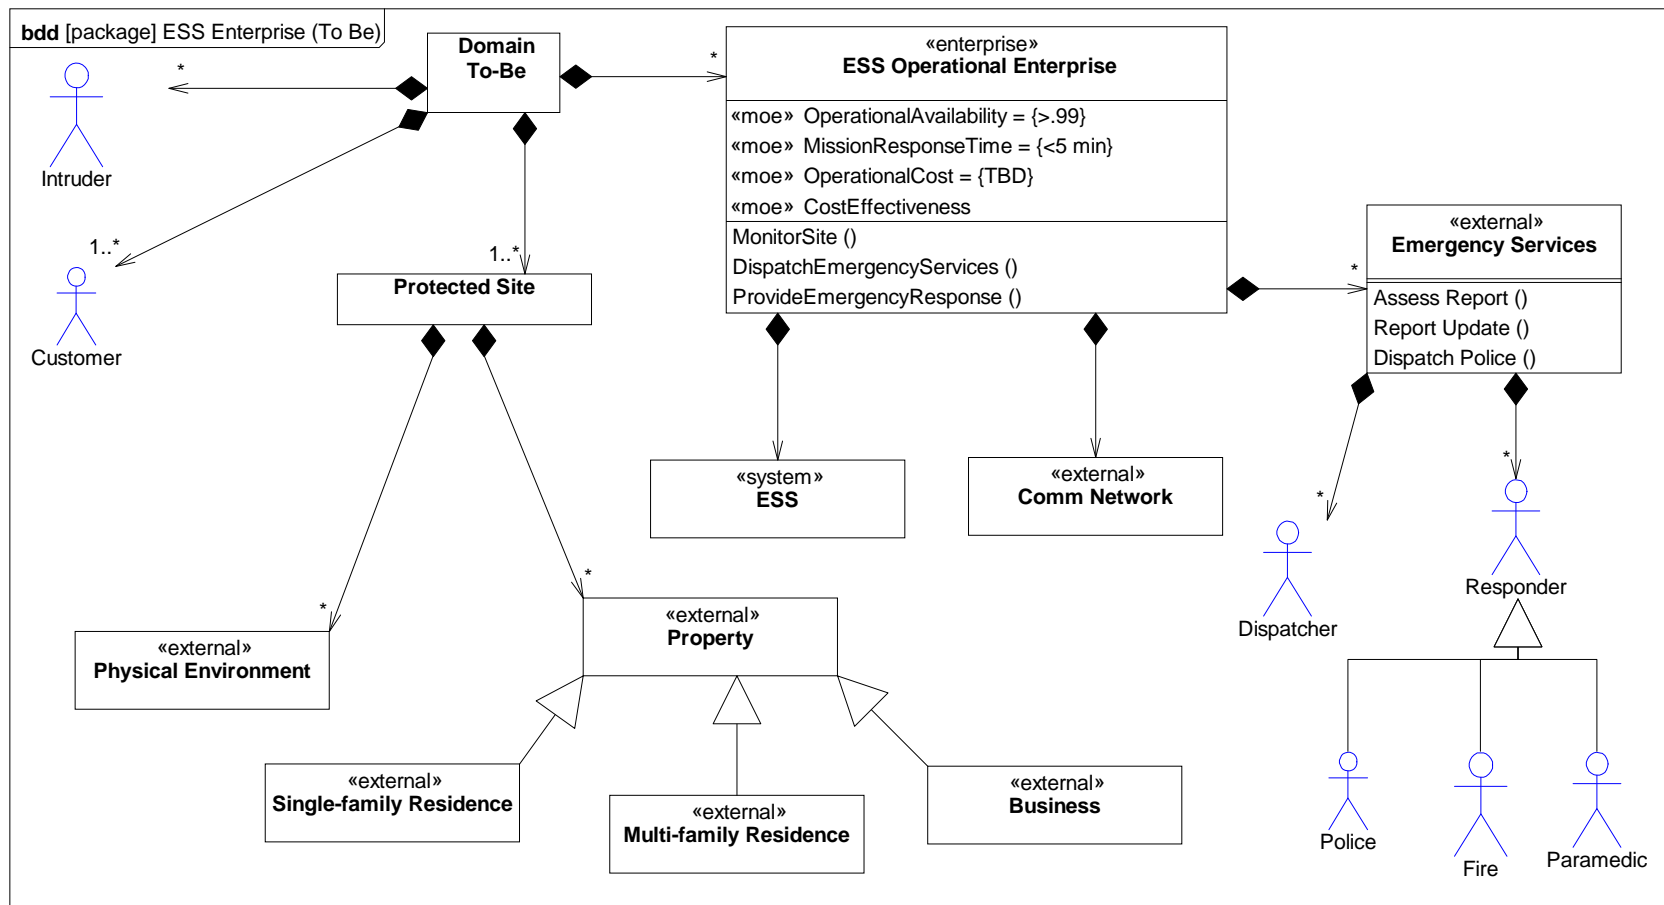 bdd [package] ESS Enterprise (To Be)
Domain
To-Be
*
*
«enterprise»
ESS Operational Enterprise
«moe» OperationalAvailability = {>.99}
«moe» MissionResponseTime = {<5 min}
«moe» OperationalCost = {TBD}
«moe» CostEffectiveness
MonitorSite ()
DispatchEmergencyServices ()
ProvideEmergencyResponse ()
Intruder
1..*
Customer
1..*
Protected Site
*
«external»
Emergency Services
Assess Report ()
Report Update ()
Dispatch Police ()
«system»
ESS
«external»
Comm Network
*
*
Dispatcher
Responder
*
«external»
Physical Environment
*
«external»
Property
«external»
Single-family Residence
«external»
Multi-family Residence
«external»
Business
Police
Fire
Paramedic